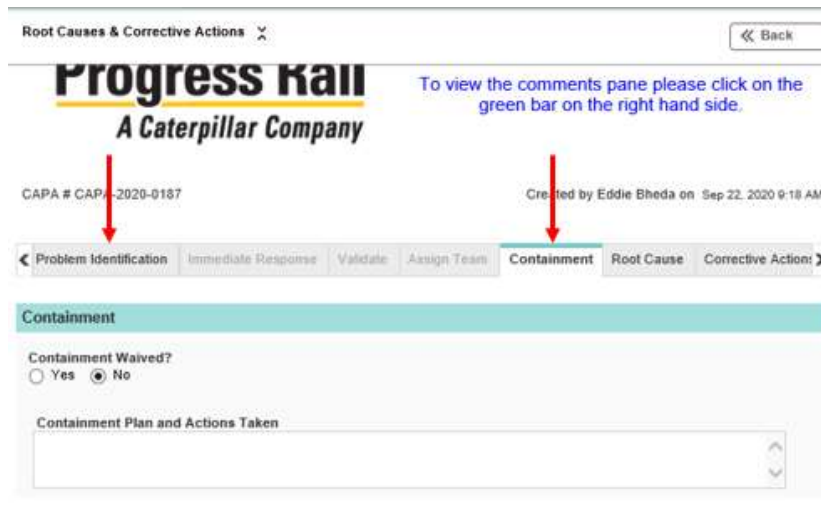 Root Causes & Corrective Actions
Back
Progress Rail
A Caterpillar Company
To view the comments pane please click on the
green bar on the right hand side.
CAPA # CAPA-2020-0187
Created by Eddie Bheda on Sep 22, 2020 9:18 AM
Problem Identification Immediate Response Validate Assign Team Containment Root Cause Corrective Actions
Containment
Containment Waived?
Yes No
Containment Plan and Actions Taken